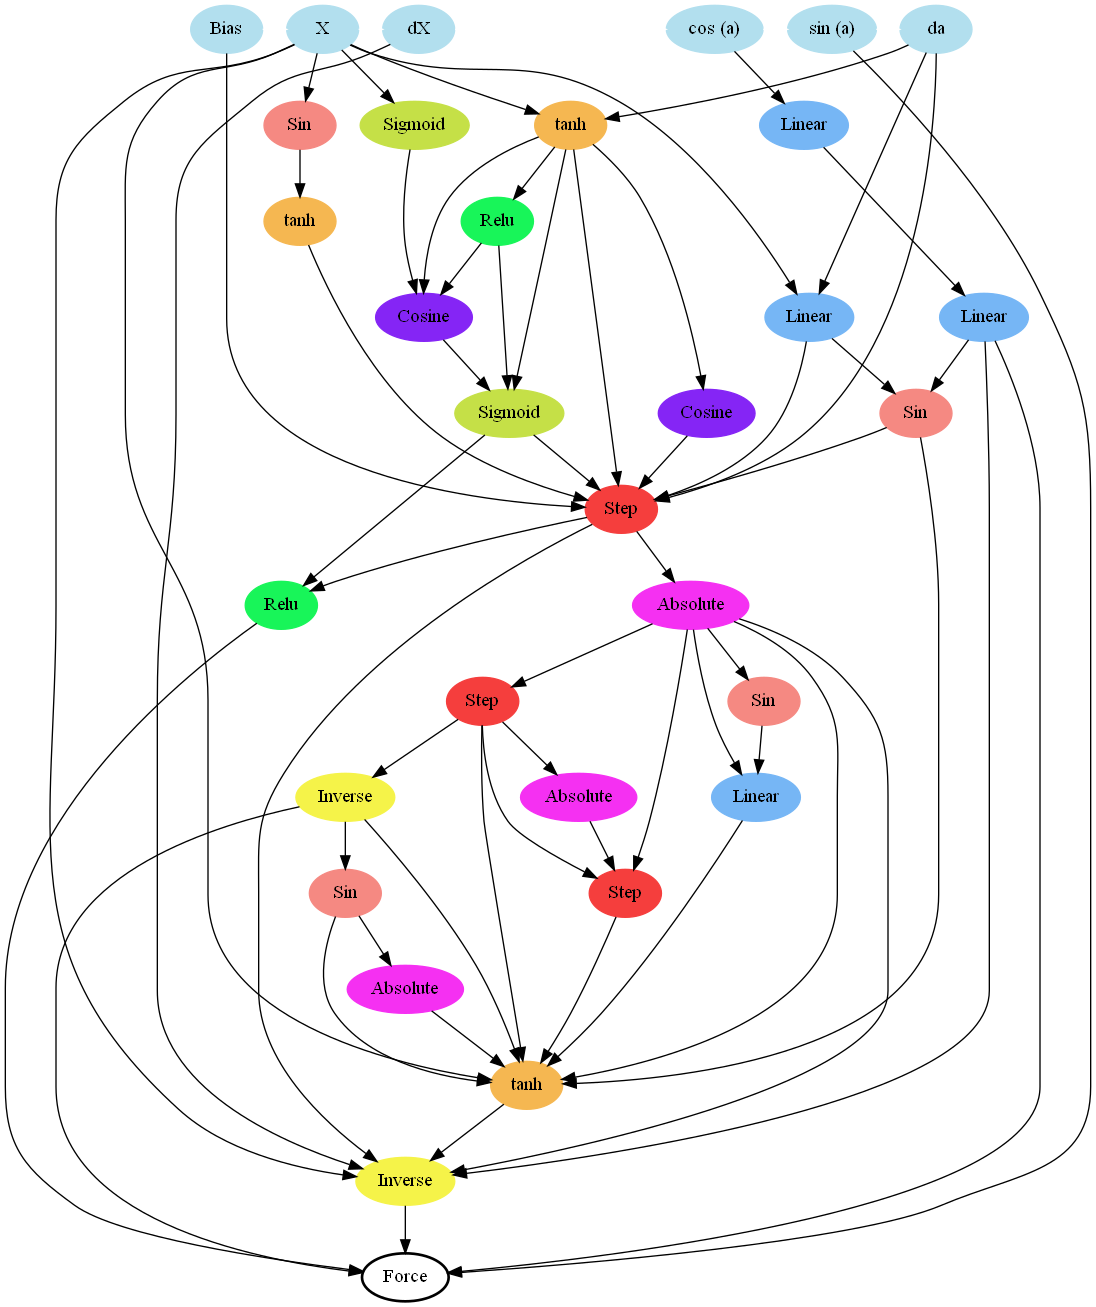 Bias X dX cos (a) sin (a) da
Sin Sigmoid tanh Linear
tanh Relu
Cosine Linear Linear
Sigmoid Cosine Sin
Step
Relu Absolute
Step Sin
Inverse Absolute Linear
Sin Step
Absolute
tanh
Inverse
Force